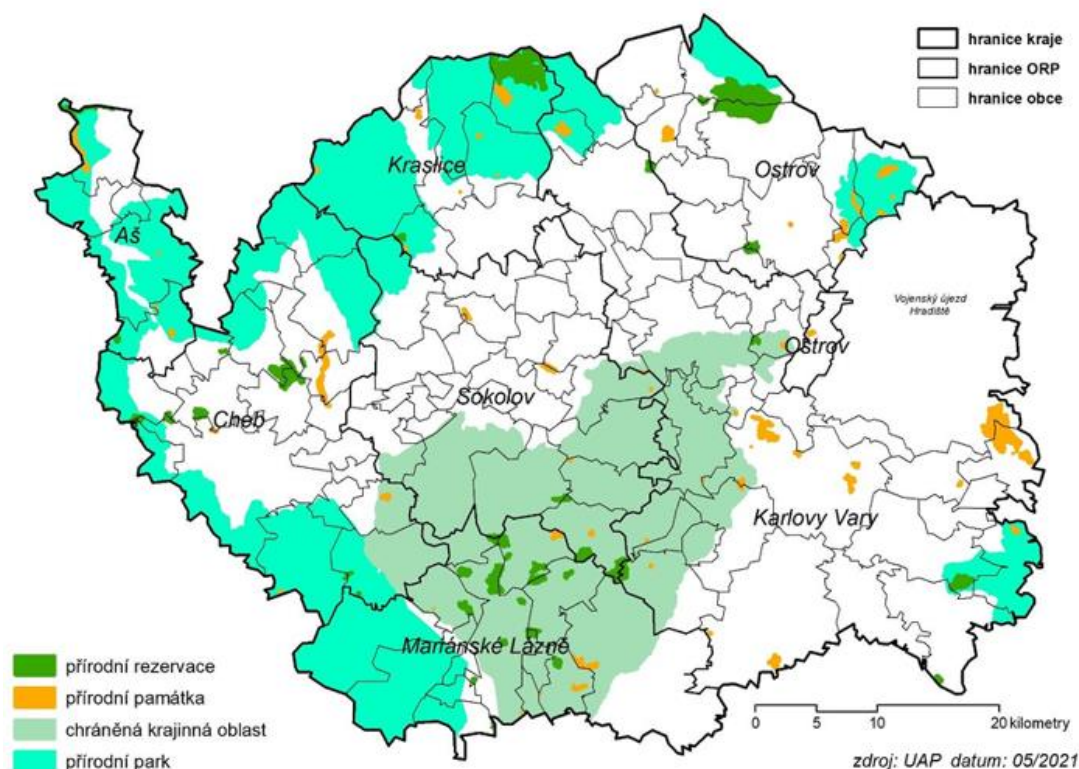 hranice kraje
hranice ORP
hranice obce
Kraslice
Ostrov
Aš
Vojenský újezd
Hradiště
Ostrov
Sokolov
Cheb
Karlovy Vary
Mariánské Lázně
přírodní rezervace
přírodní památka
chráněná krajinná oblast
přírodní park
0 5 10 20 kilometry
zdroj: UAP datum: 05/2021